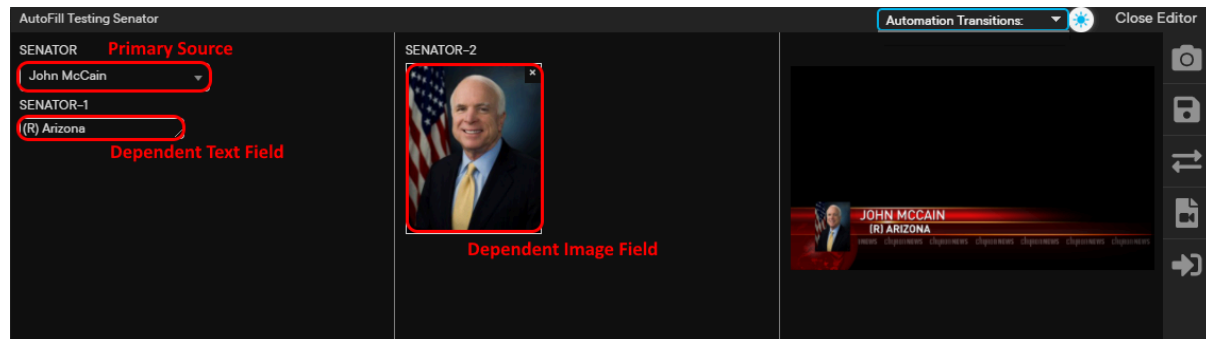 AutoFill Testing Senator
Automation Transitions:
Close Editor
SENATOR
Primary Source
John McCain
SENATOR-1
(R) Arizona
Dependent Text Field
SENATOR-2
Dependent Image Field
JOHN MCCAIN
(R) ARIZONA